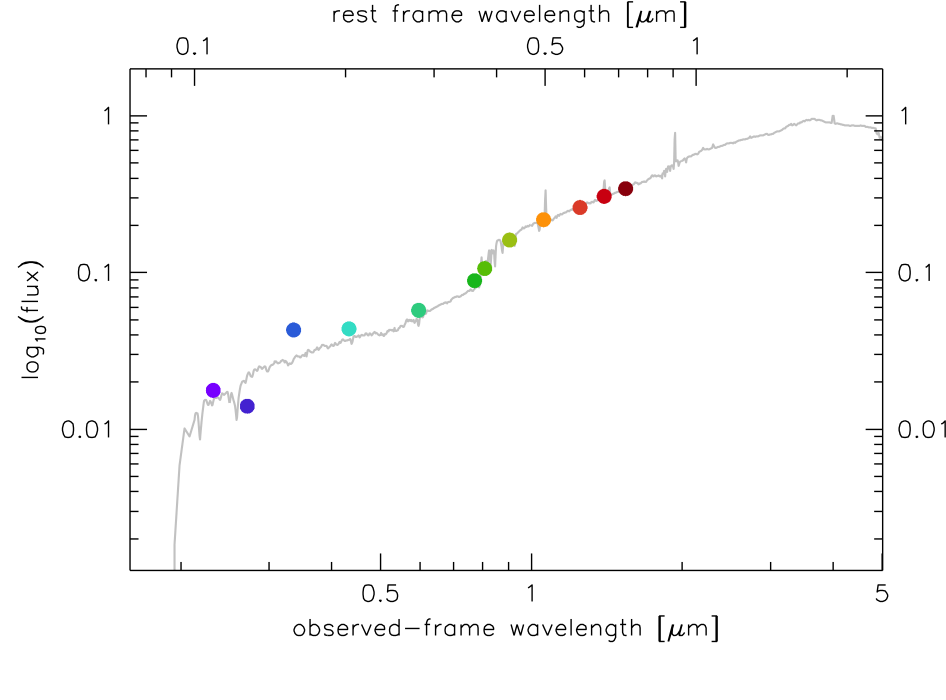 rest frame wavelength [μm]
0.1 0.5 1
1 1
0.1 0.1
0.01 0.01
log10(flux)
0.5 1 5
observed-frame wavelength [μm]